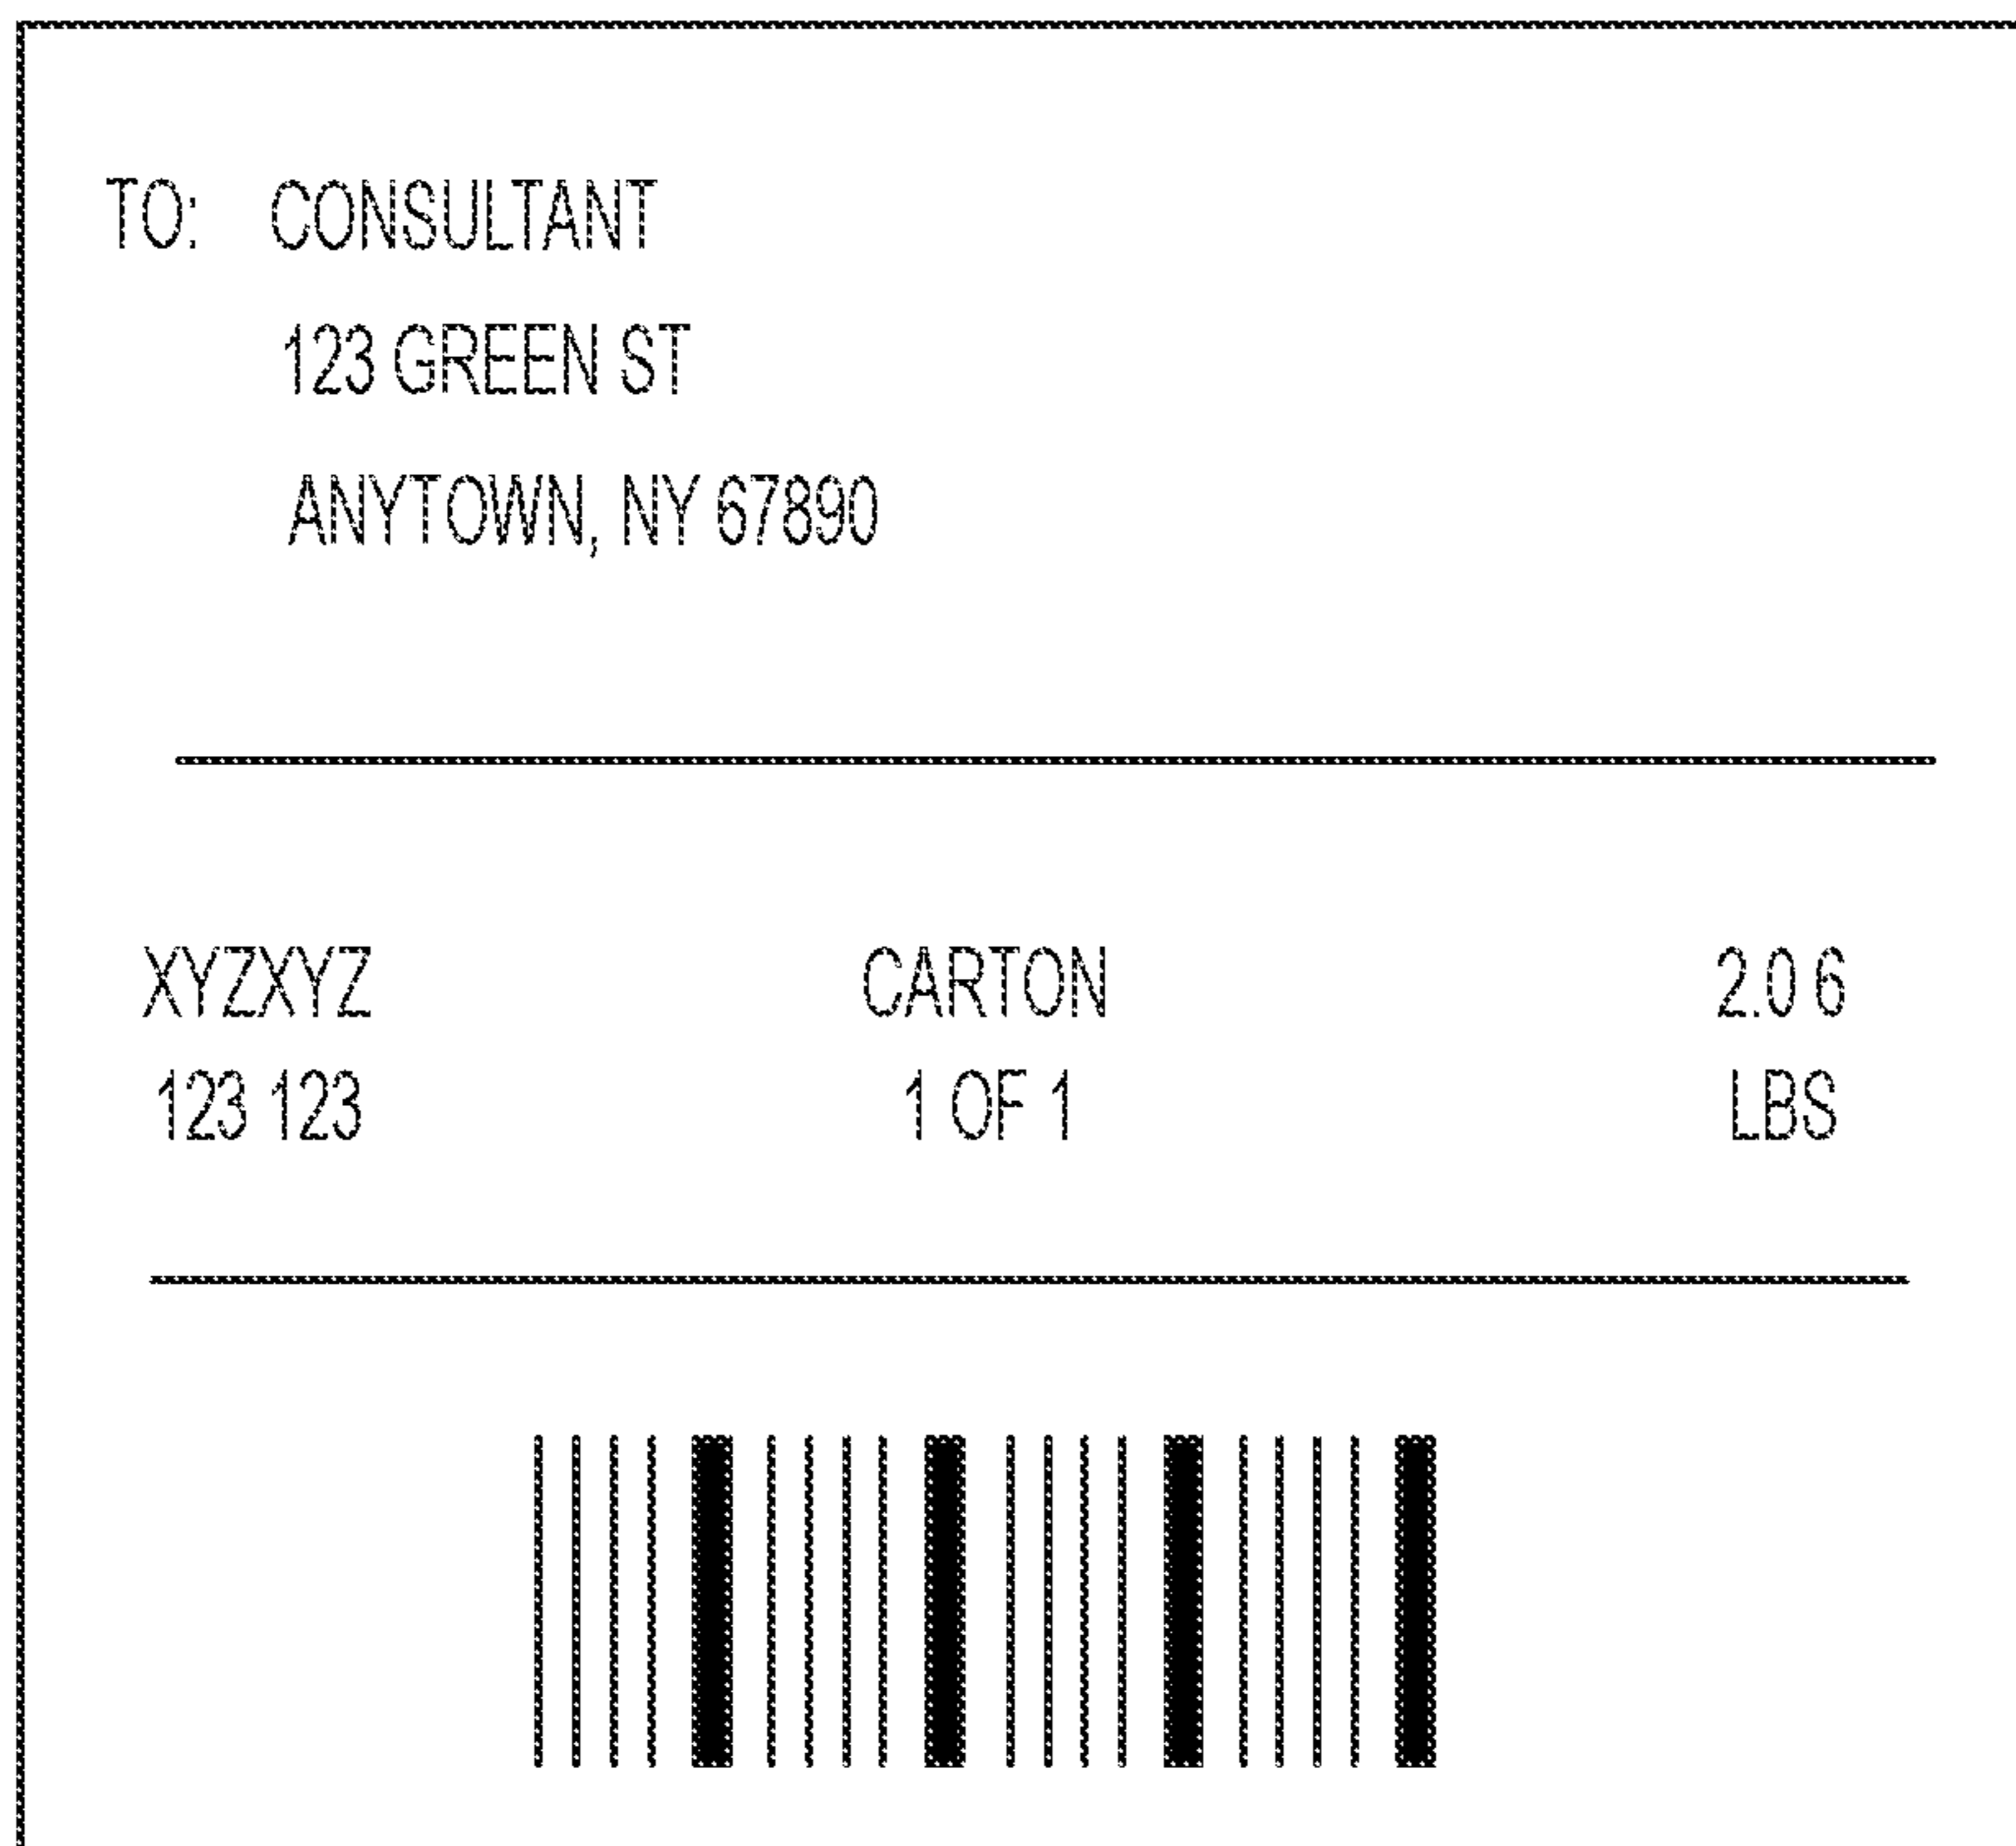 TO: CONSULTANT
123 GREEN ST
ANYTOWN, NY 67890
XYZXYZ CARTON 2.0 6
123 123 1 OF 1 LBS